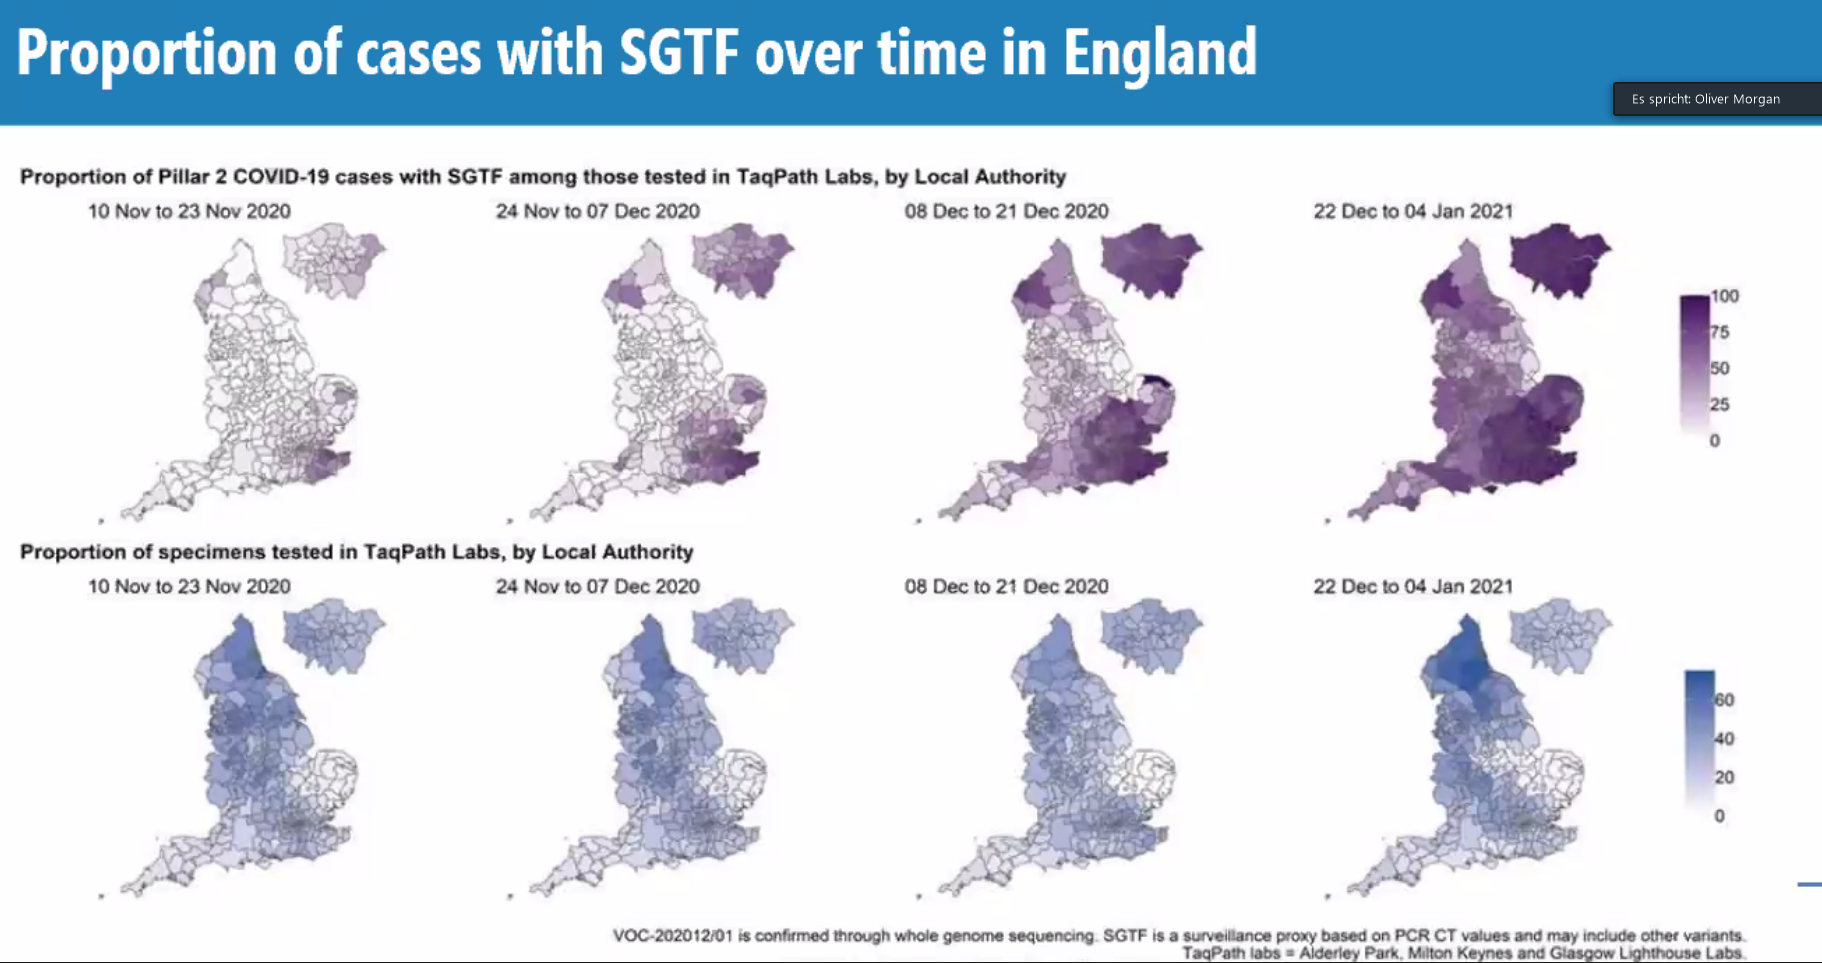 Proportion of cases with SGTF over time in England
Es spricht: Oliver Morgan
Proportion of Pillar 2 COVID-19 cases with SGTF among those tested in TaqPath Labs, by Local Authority
10 Nov to 23 Nov 2020
24 Nov to 07 Dec 2020
08 Dec to 21 Dec 2020
22 Dec to 04 Jan 2021
100
75
50
25
0
Proportion of specimens tested in TaqPath Labs, by Local Authority
10 Nov to 23 Nov 2020
24 Nov to 07 Dec 2020
08 Dec to 21 Dec 2020
22 Dec to 04 Jan 2021
60
40
20
0
VOC-202012/01 is confirmed through whole genome sequencing. SGTF is a surveillance proxy based on PCR CT values and may include other variants.
TaqPath labs = Alderley Park, Milton Keynes and Glasgow Lighthouse Labs.